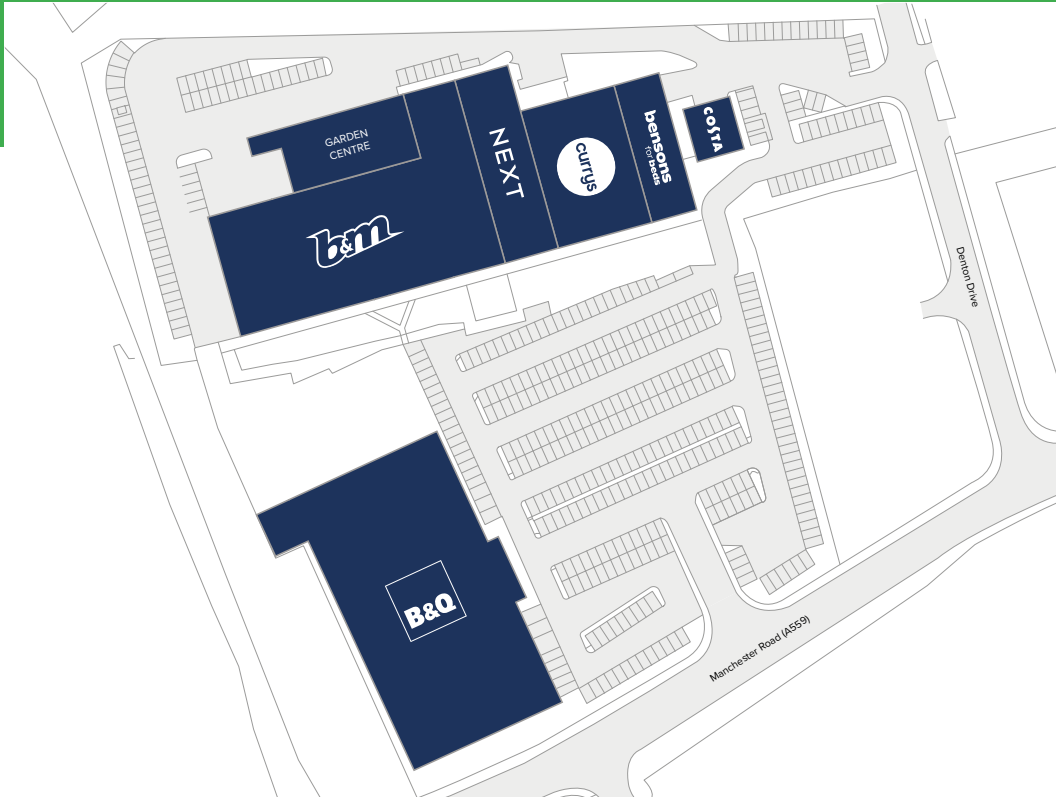 GARDEN
CENTRE
b&m
NEXT
currys
bensons
for beds
COSTA
Denton Drive
B&Q
Manchester Road (A559)